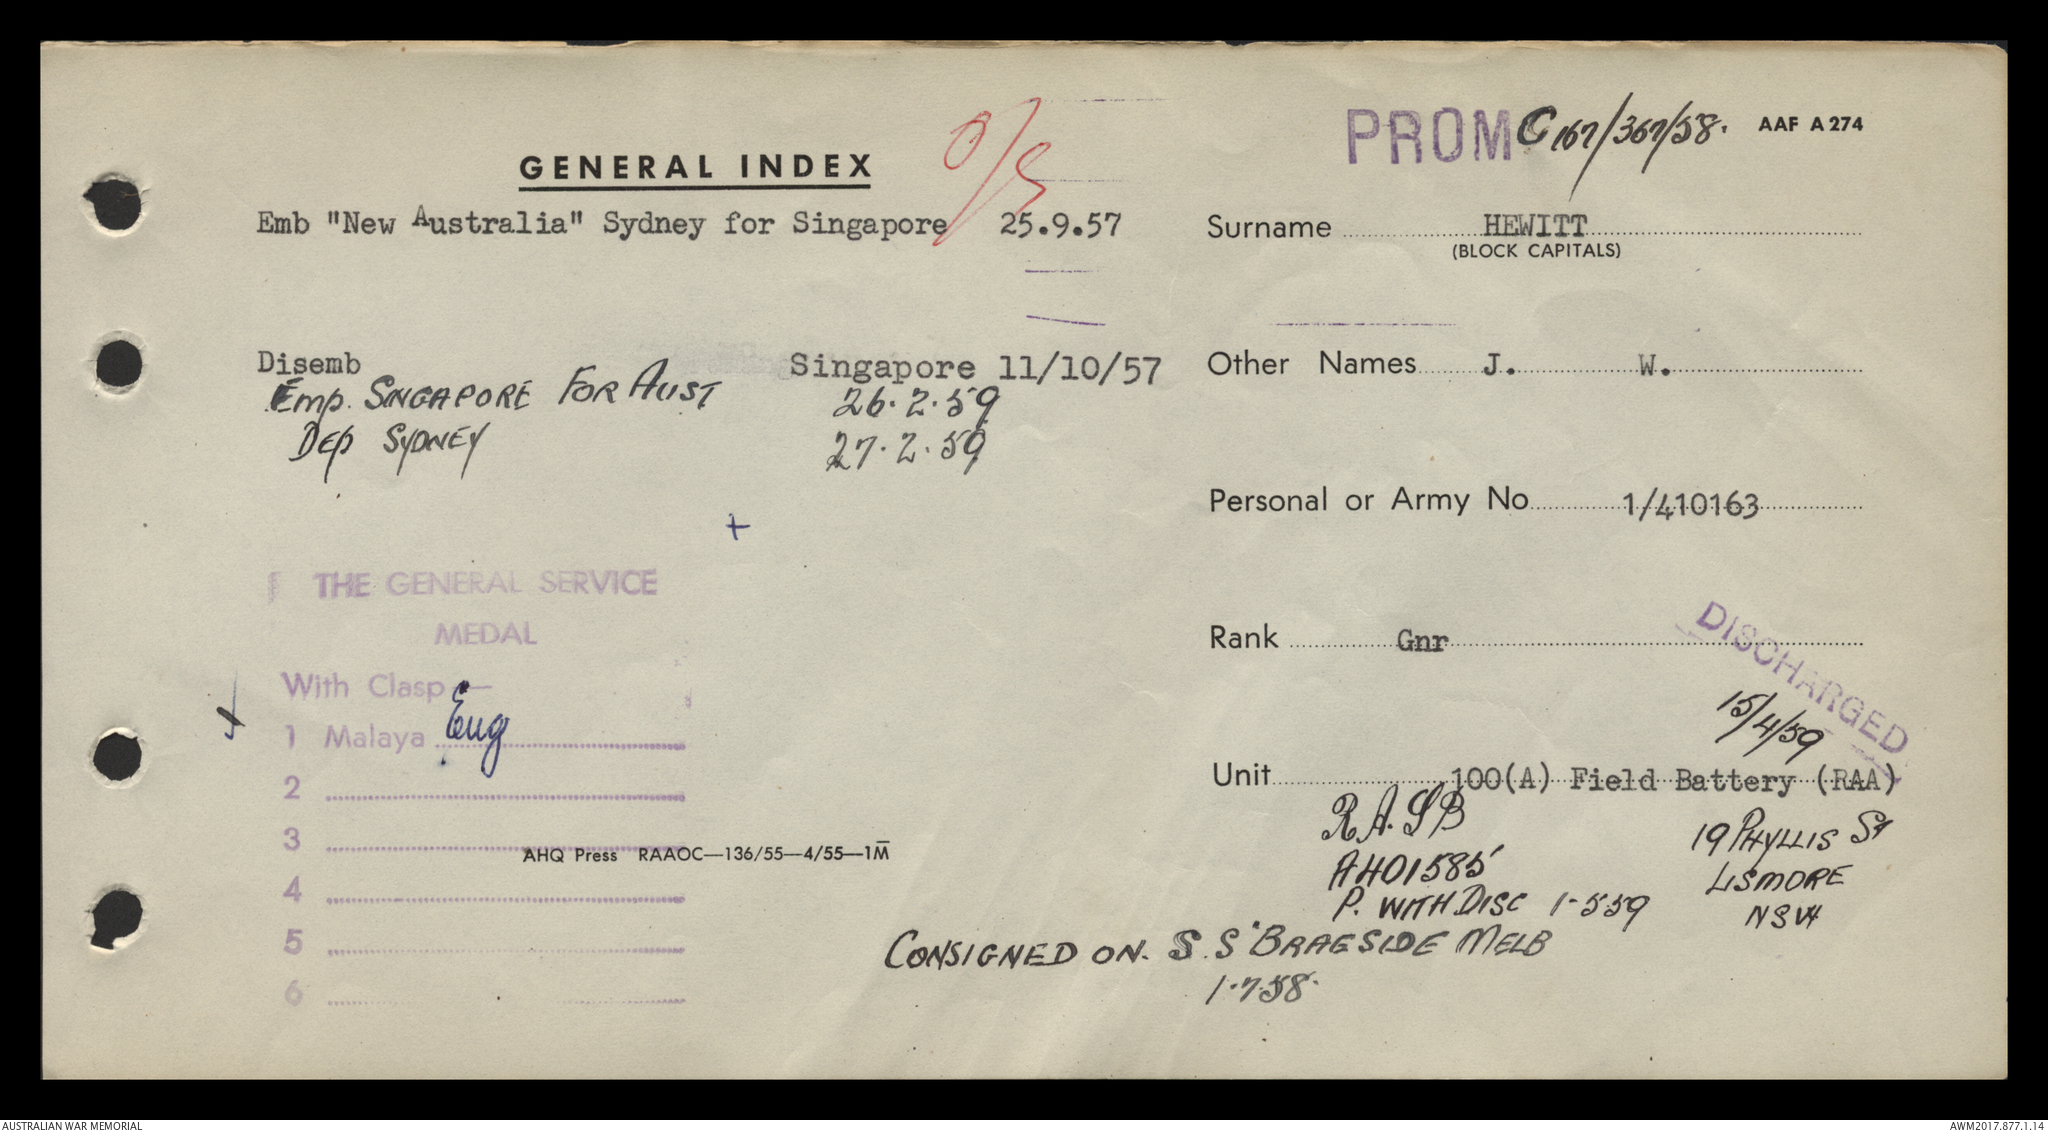 GENERAL INDEX
O/S
Emb "New Australia" Sydney for Singapore 25.9.57
Disemb Singapore 11/10/57
Emp. SINGAPORE FOR AUST 26.2.59
DEP SYDNEY 27.2.59
+
THE GENERAL SERVICE
MEDAL
With Clasp —
1 Malaya Eng
2
3
4
5
6
AHQ Press RAAOC—136/55—4/55—1M
PROM C 167/367/58. AAF A 274
Surname HEWITT
(BLOCK CAPITALS)
Other Names J. W.
Personal or Army No 1/410163
Rank Gnr
DISCHARGED
15/4/59
Unit 100(A) Field Battery (RAA)
R.A.S B
A401585
P. WITH DISC 1-559
19 PHYLLIS St
LISMORE
NSW
CONSIGNED ON. S.S "BRAESIDE MELB
1.7.58.
AUSTRALIAN WAR MEMORIAL
AWM2017.877.1.14